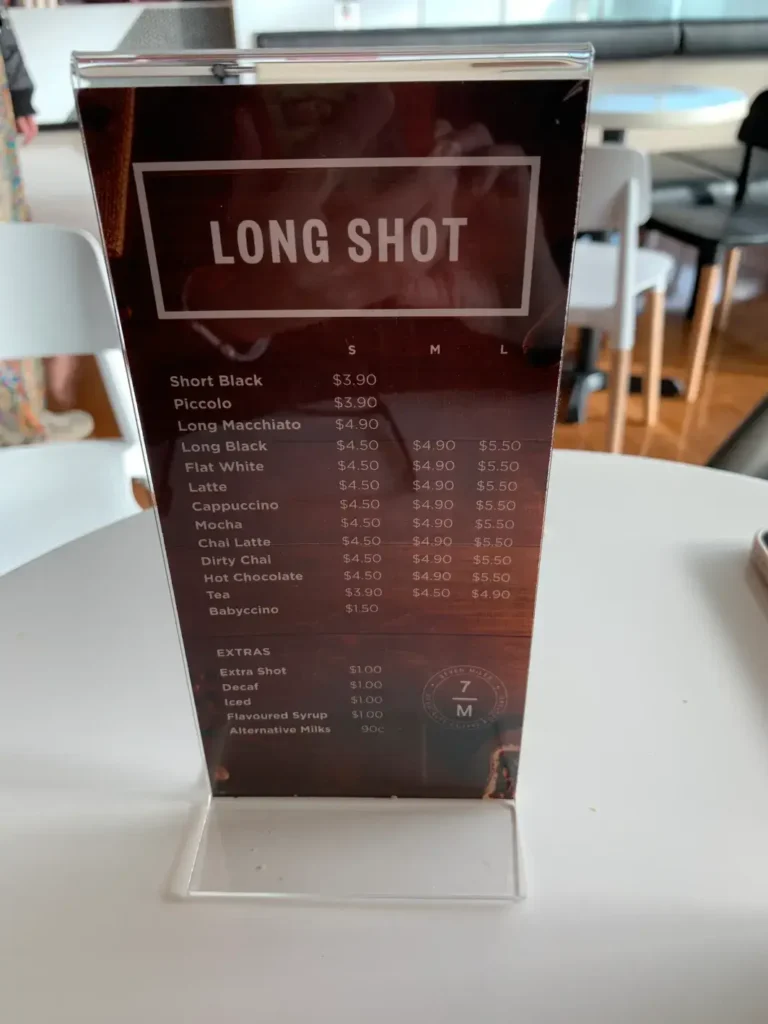 LONG SHOT
S M L
Short Black $3.90
Piccolo $3.90
Long Macchiato $4.90
Long Black $4.50 $4.90 $5.50
Flat White $4.50 $4.90 $5.50
Latte $4.50 $4.90 $5.50
Cappuccino $4.50 $4.90 $5.50
Mocha $4.50 $4.90 $5.50
Chai Latte $4.50 $4.90 $5.50
Dirty Chai $4.50 $4.90 $5.50
Hot Chocolate $4.50 $4.90 $5.50
Tea $3.90 $4.50 $4.90
Babyccino $1.50
EXTRAS
Extra Shot $1.00
Decaf $1.00
Iced $1.00
Flavoured Syrup $1.00
Alternative Milks 90c
SEVEN MILES
7
M